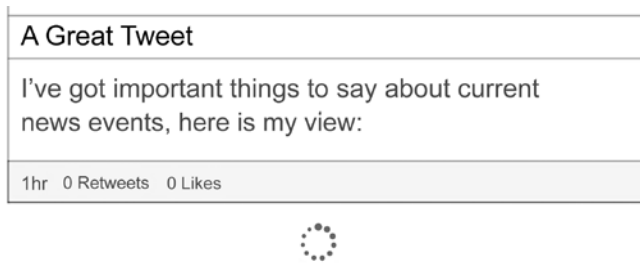 A Great Tweet
I've got important things to say about current
news events, here is my view:
1hr 0 Retweets 0 Likes